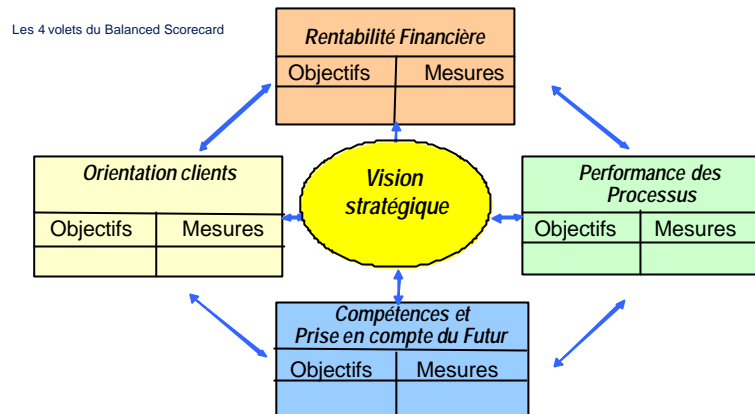 Les 4 volets du Balanced Scorecard
Rentabilité Financière
Objectifs Mesures
Orientation clients
Objectifs Mesures
Vision
stratégique
Performance des
Processus
Objectifs Mesures
Compétences et
Prise en compte du Futur
Objectifs Mesures